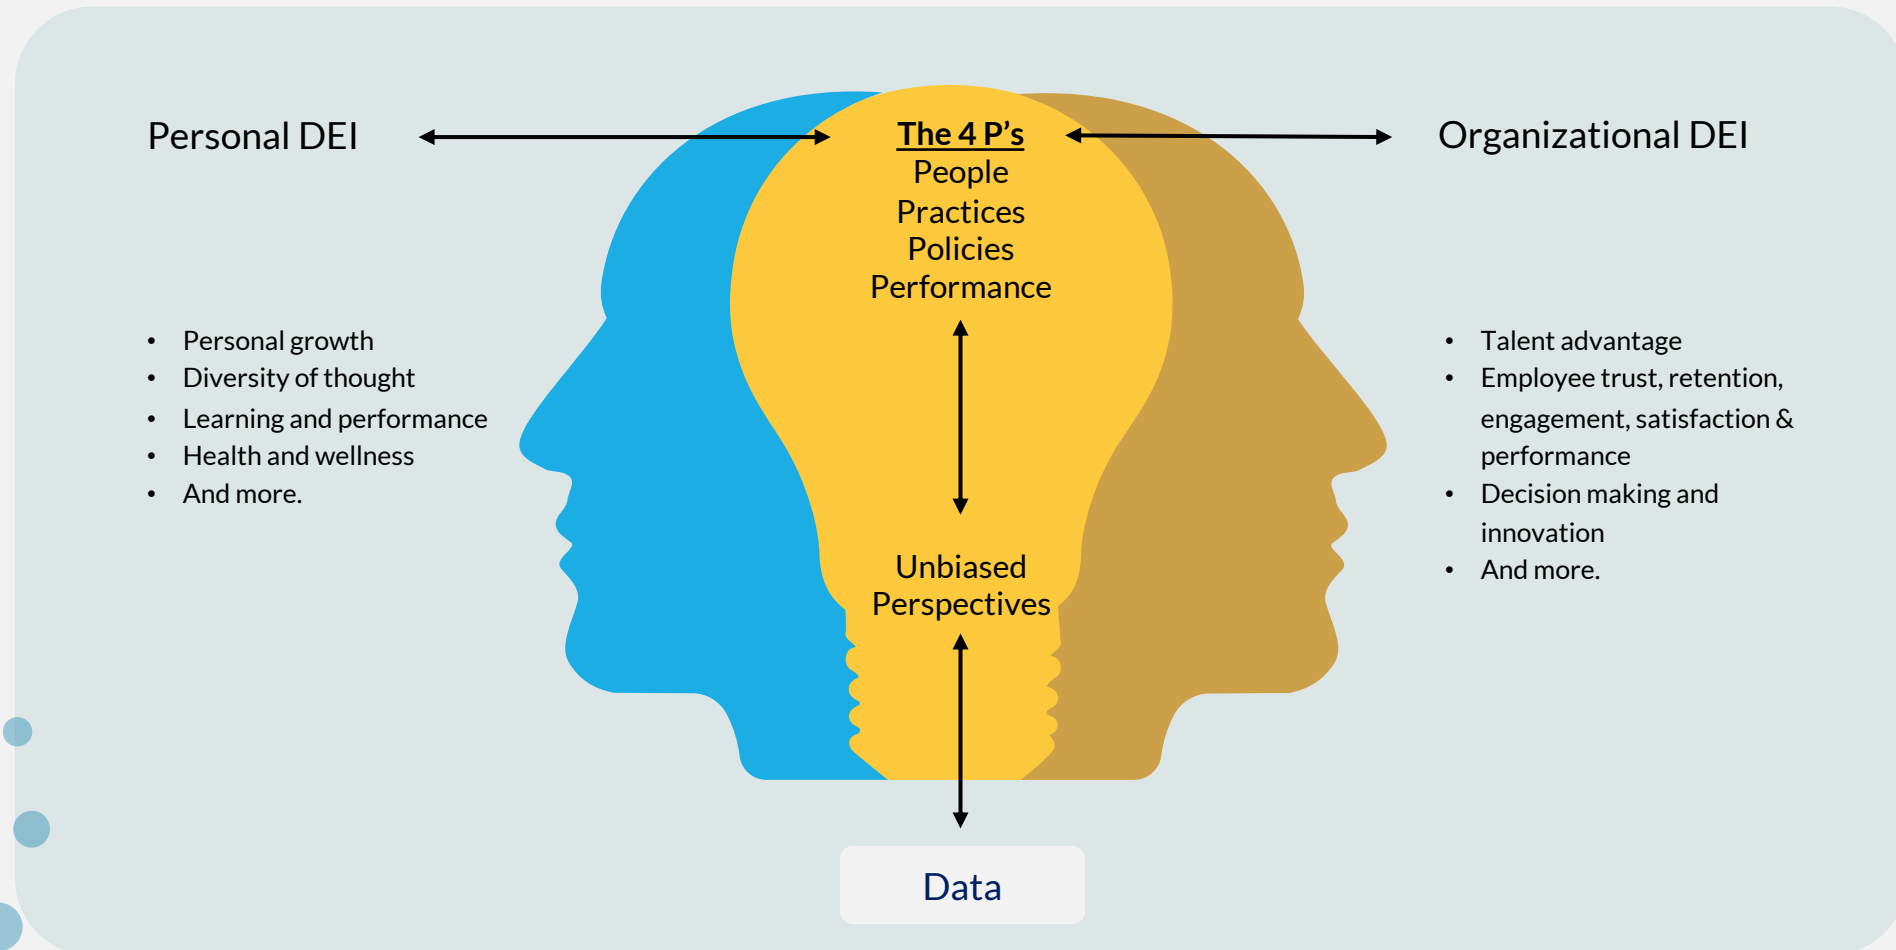 Personal DEI
The 4 P’s
People
Practices
Policies
Performance
Organizational DEI
• Personal growth
• Diversity of thought
• Learning and performance
• Health and wellness
• And more.
• Talent advantage
• Employee trust, retention,
engagement, satisfaction &
performance
• Decision making and
innovation
• And more.
Unbiased
Perspectives
Data